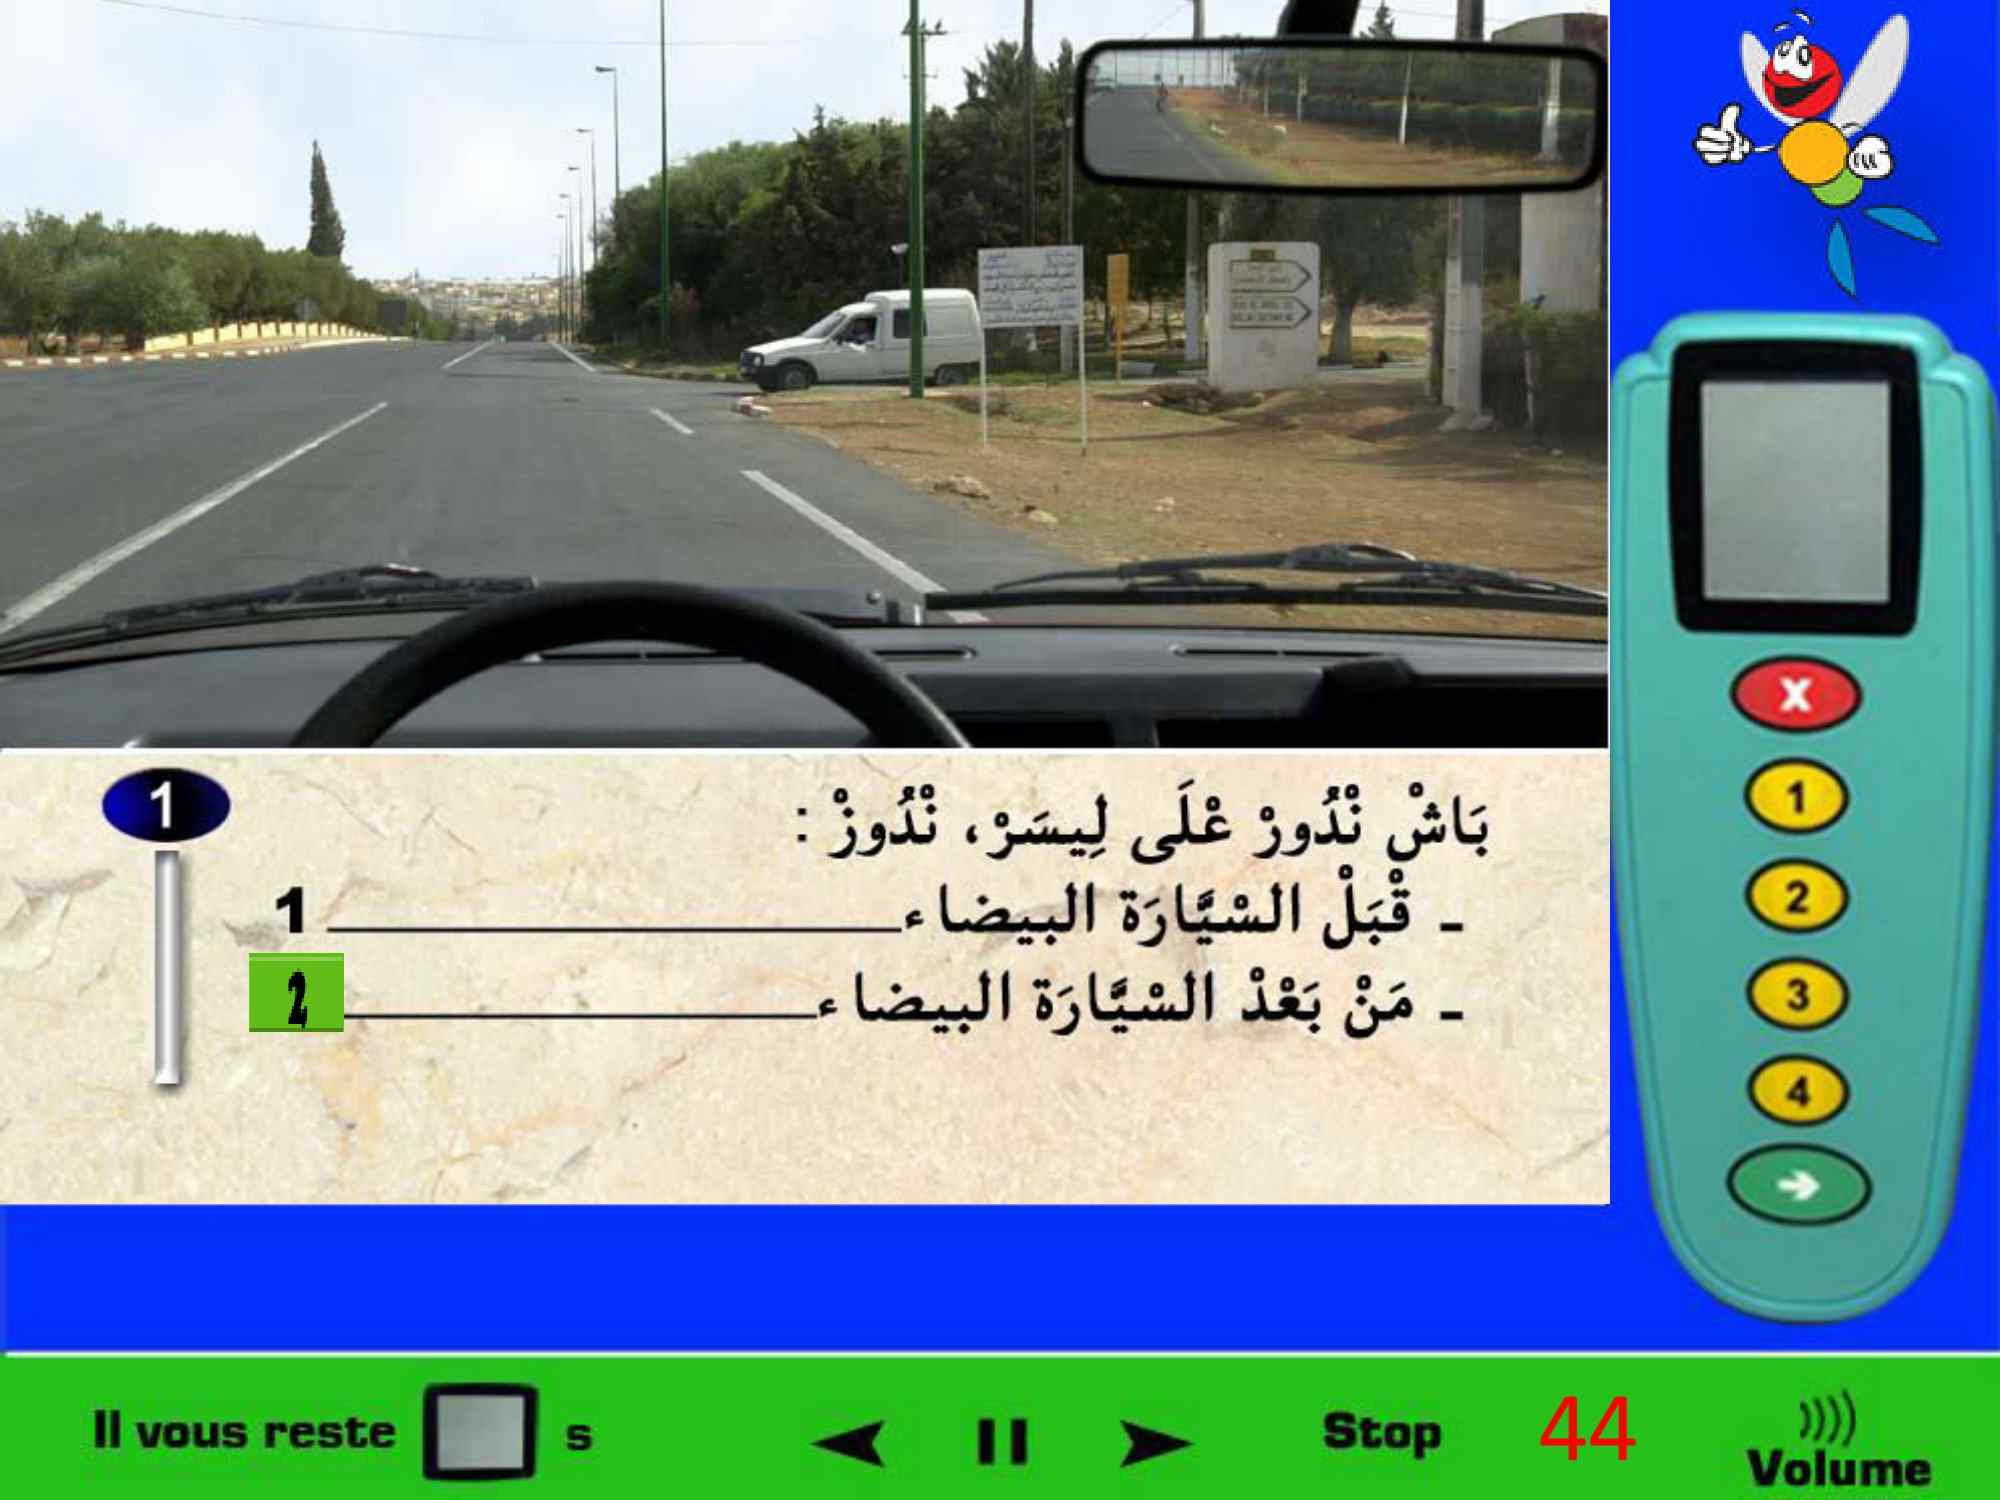 بَاشْ نْدُورْ عْلَى لِيسَرْ، نْدُوزْ :
1 ـ قْبَلْ السْيَّارَة البيضاء
2 ـ مَنْ بَعْدْ السْيَّارَة البيضاء
1
X
1
2
3
4
Il vous reste s
Stop
44
Volume